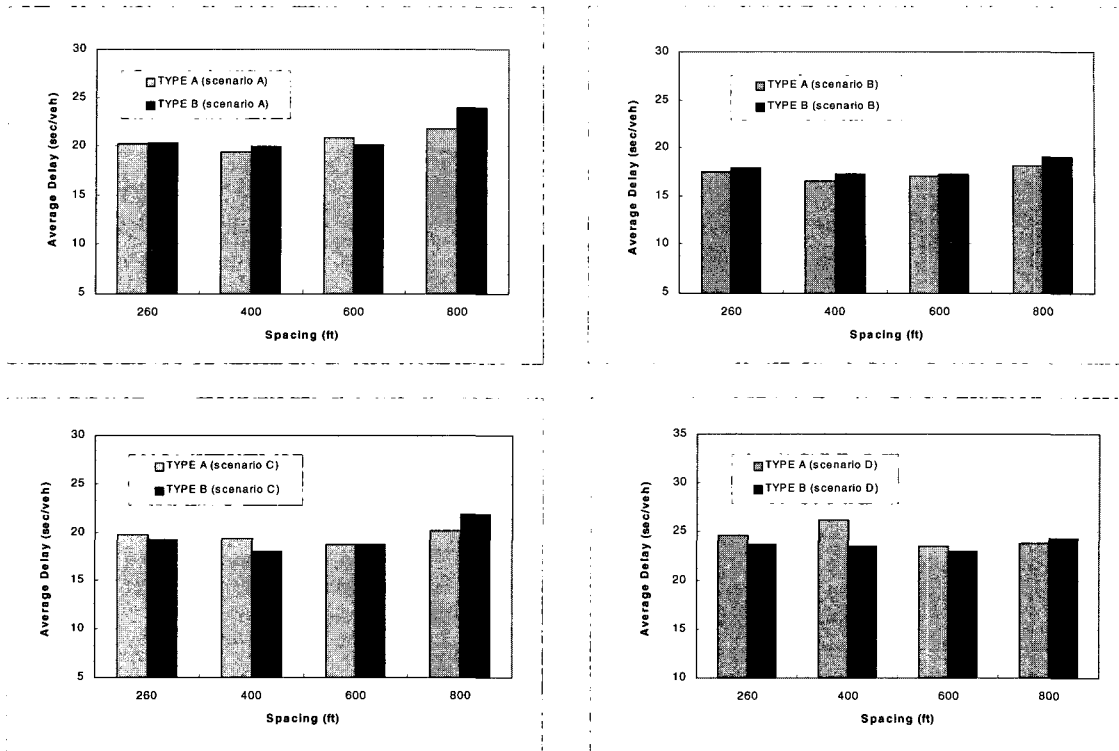 30
25
20
15
10
5
Average Delay (sec/veh)
TYPE A (scenario A)
TYPE B (scenario A)
260 400 600 800
Spacing (ft)
30
25
20
15
10
5
Average Delay (sec/veh)
TYPE A (scenario B)
TYPE B (scenario B)
260 400 600 800
Spacing (ft)
30
25
20
15
10
5
Average Delay (sec/veh)
TYPE A (scenario C)
TYPE B (scenario C)
260 400 600 800
Spacing (ft)
35
30
25
20
15
10
Average Delay (sec/veh)
TYPE A (scenario D)
TYPE B (scenario D)
260 400 600 800
Spacing (ft)